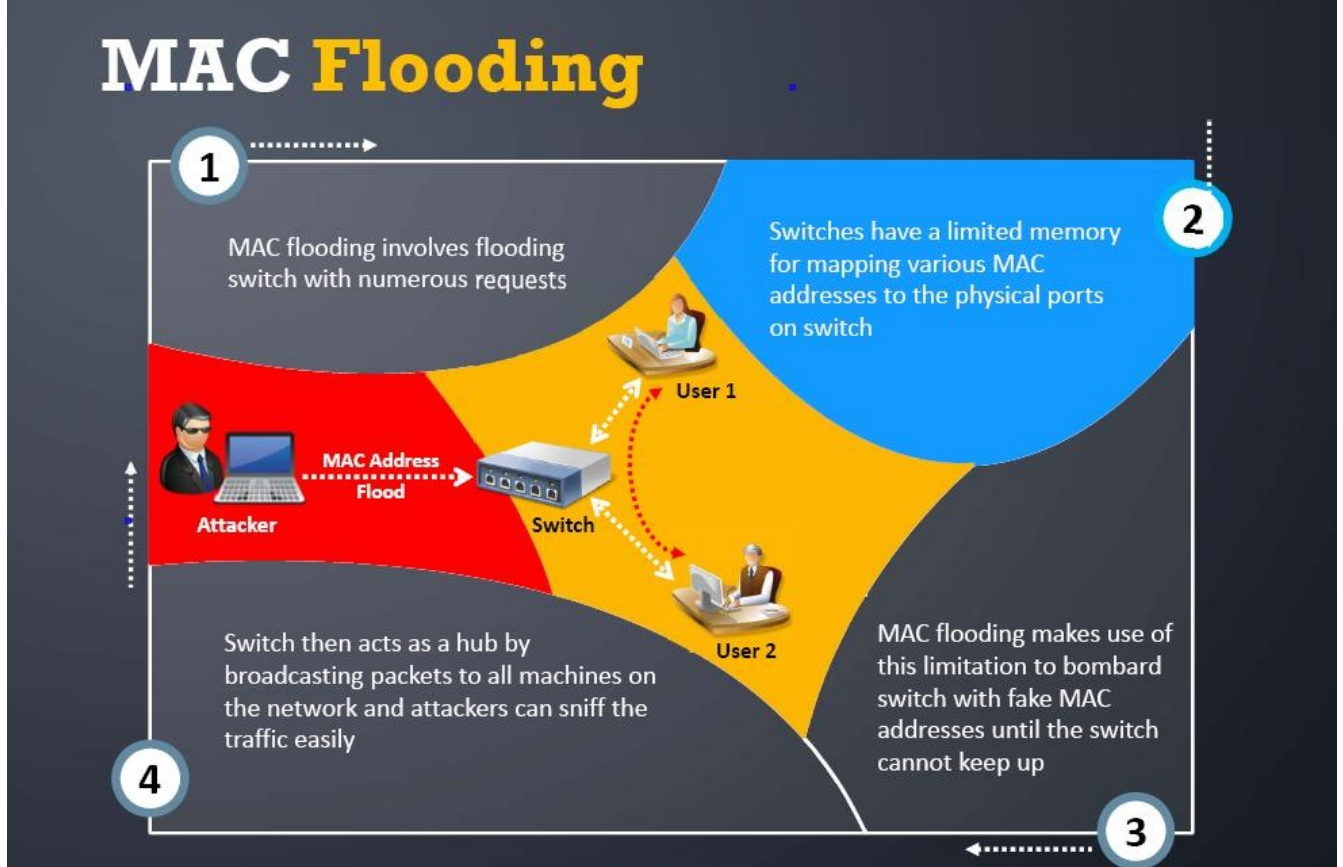 MAC Flooding
1
MAC flooding involves flooding
switch with numerous requests
2
Switches have a limited memory
for mapping various MAC
addresses to the physical ports
on switch
User 1
MAC Address
Flood
Attacker
Switch
User 2
3
MAC flooding makes use of
this limitation to bombard
switch with fake MAC
addresses until the switch
cannot keep up
4
Switch then acts as a hub by
broadcasting packets to all machines on
the network and attackers can sniff the
traffic easily